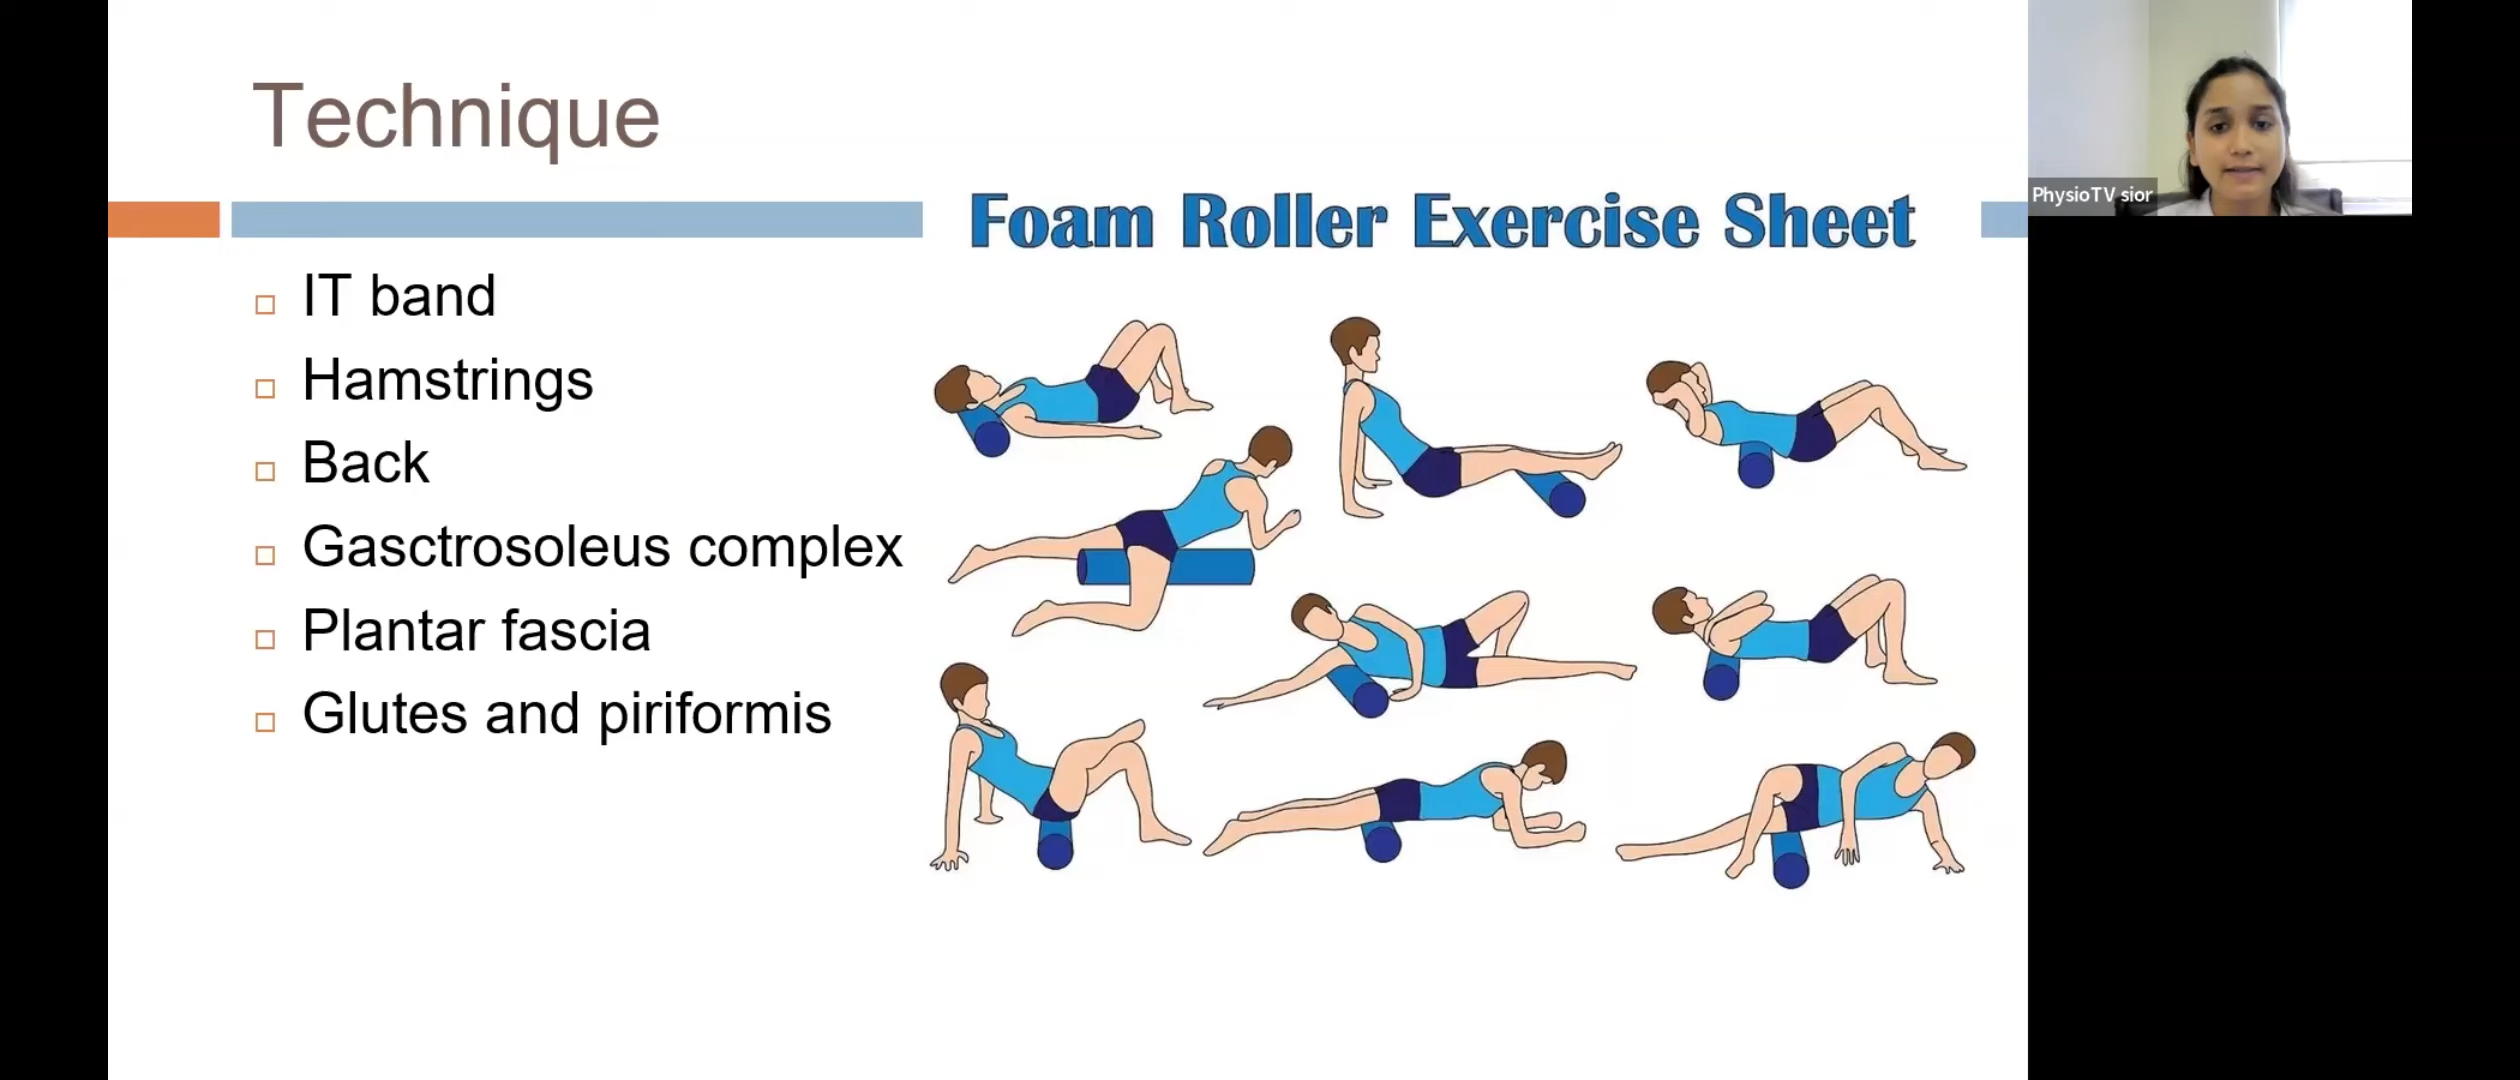 Technique
Foam Roller Exercise Sheet
IT band
Hamstrings
Back
Gasctrosoleus complex
Plantar fascia
Glutes and piriformis
PhysioTV sior